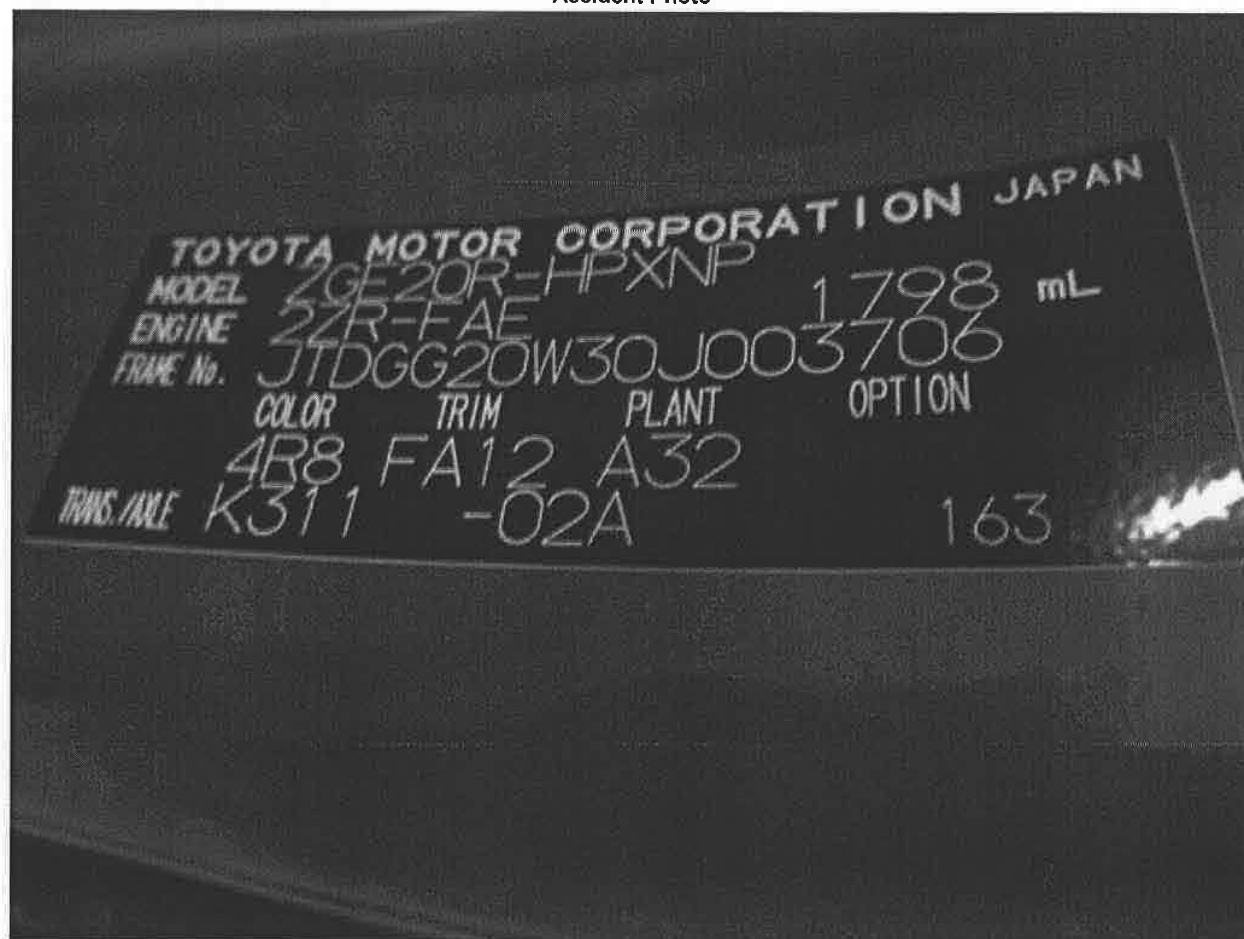 Accident Photo
TOYOTA MOTOR CORPORATION JAPAN
MODEL ZGE20R-HPXNP
ENGINE 2ZR-FAE 1798 mL
FRAME No. JTDGG20W30J003706
COLOR TRIM PLANT OPTION
4R8 FA12 A32
TRANS./AXLE K311 -02A 163